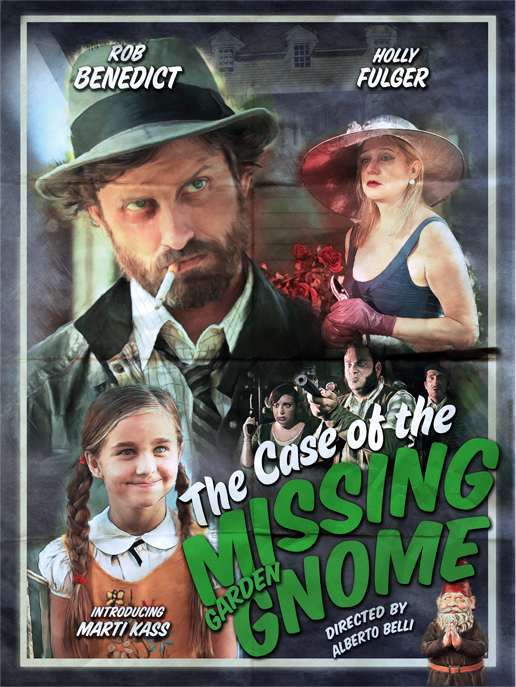 ROB
BENEDICT
HOLLY
FULGER
The Case of the
MISSING
GARDEN
GNOME
INTRODUCING
MARTI KASS
DIRECTED BY
ALBERTO BELLI